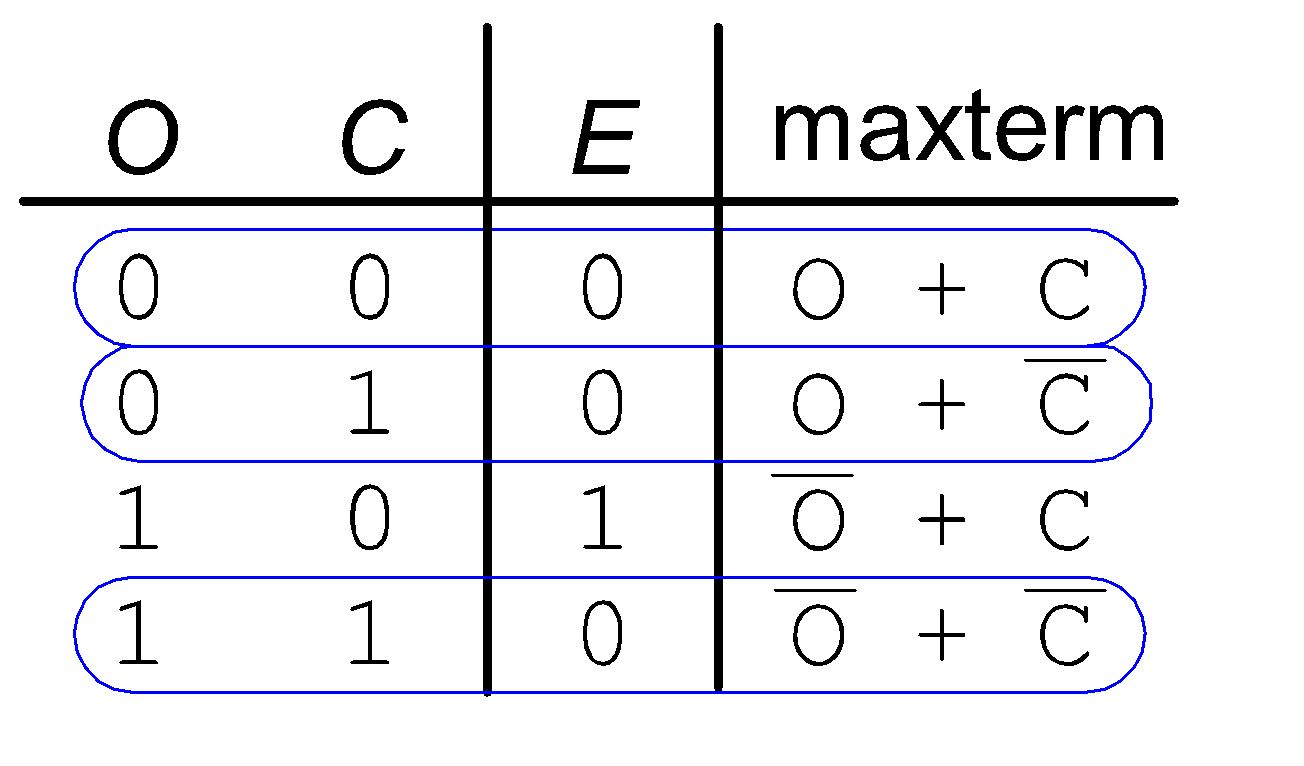 O C E maxterm
0 0 0 O + C
0 1 0 O + C̅
1 0 1 O̅ + C
1 1 0 O̅ + C̅